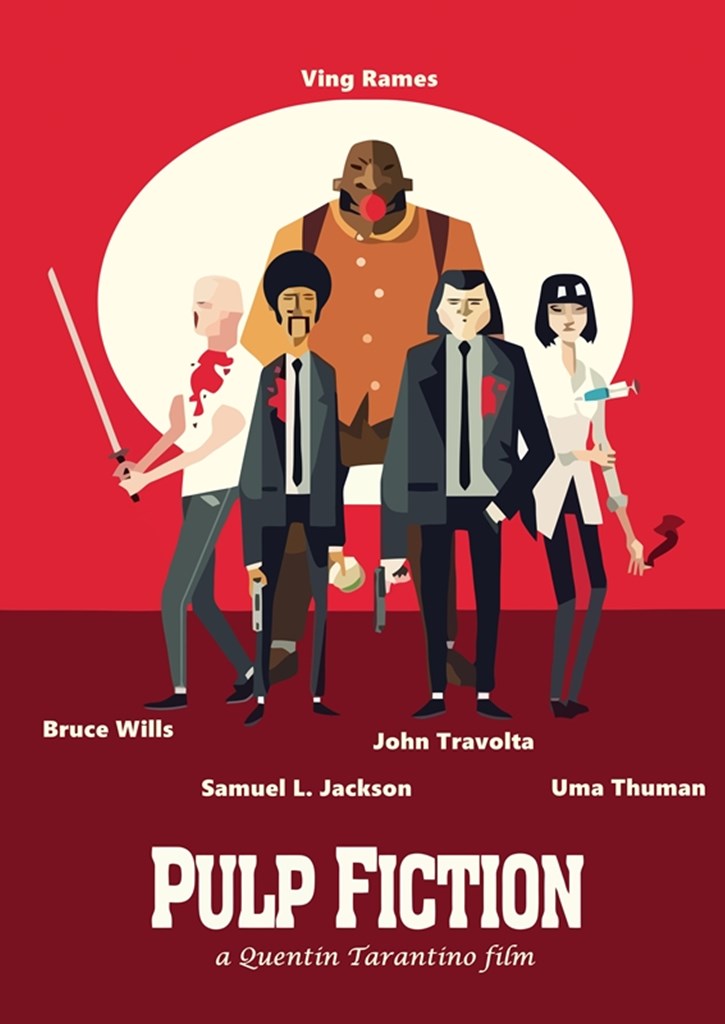 Ving Rames
Bruce Wills
John Travolta
Samuel L. Jackson
Uma Thuman
PULP FICTION
a Quentin Tarantino film